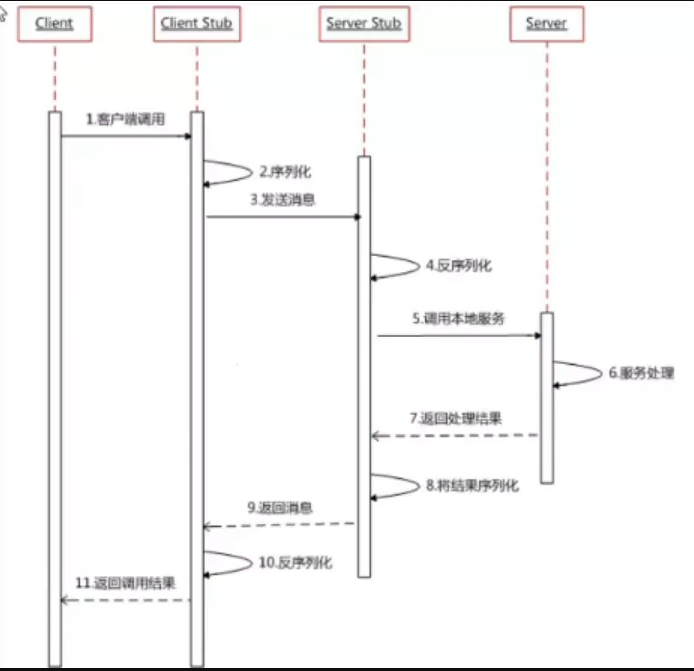 Client
Client Stub
Server Stub
Server
1.客户端调用
2.序列化
3.发送消息
4.反序列化
5.调用本地服务
6.服务处理
7.返回处理结果
8.将结果序列化
9.返回消息
10.反序列化
11.返回调用结果